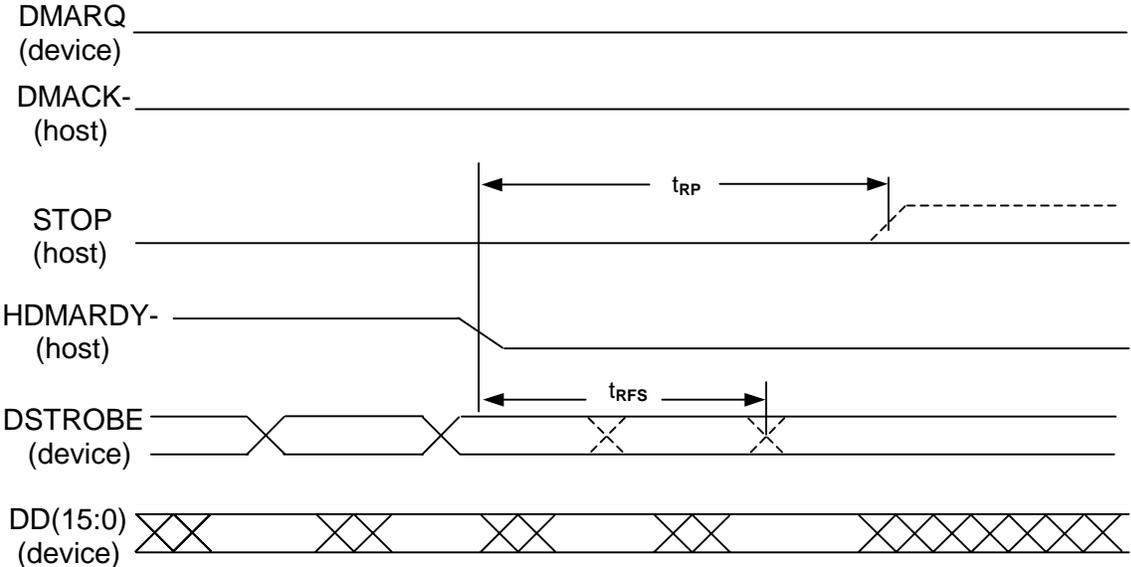 DMARQ
(device)
DMACK-
(host)
tRP
STOP
(host)
HDMARDY-
(host)
tRFS
DSTROBE
(device)
DD(15:0)
(device)